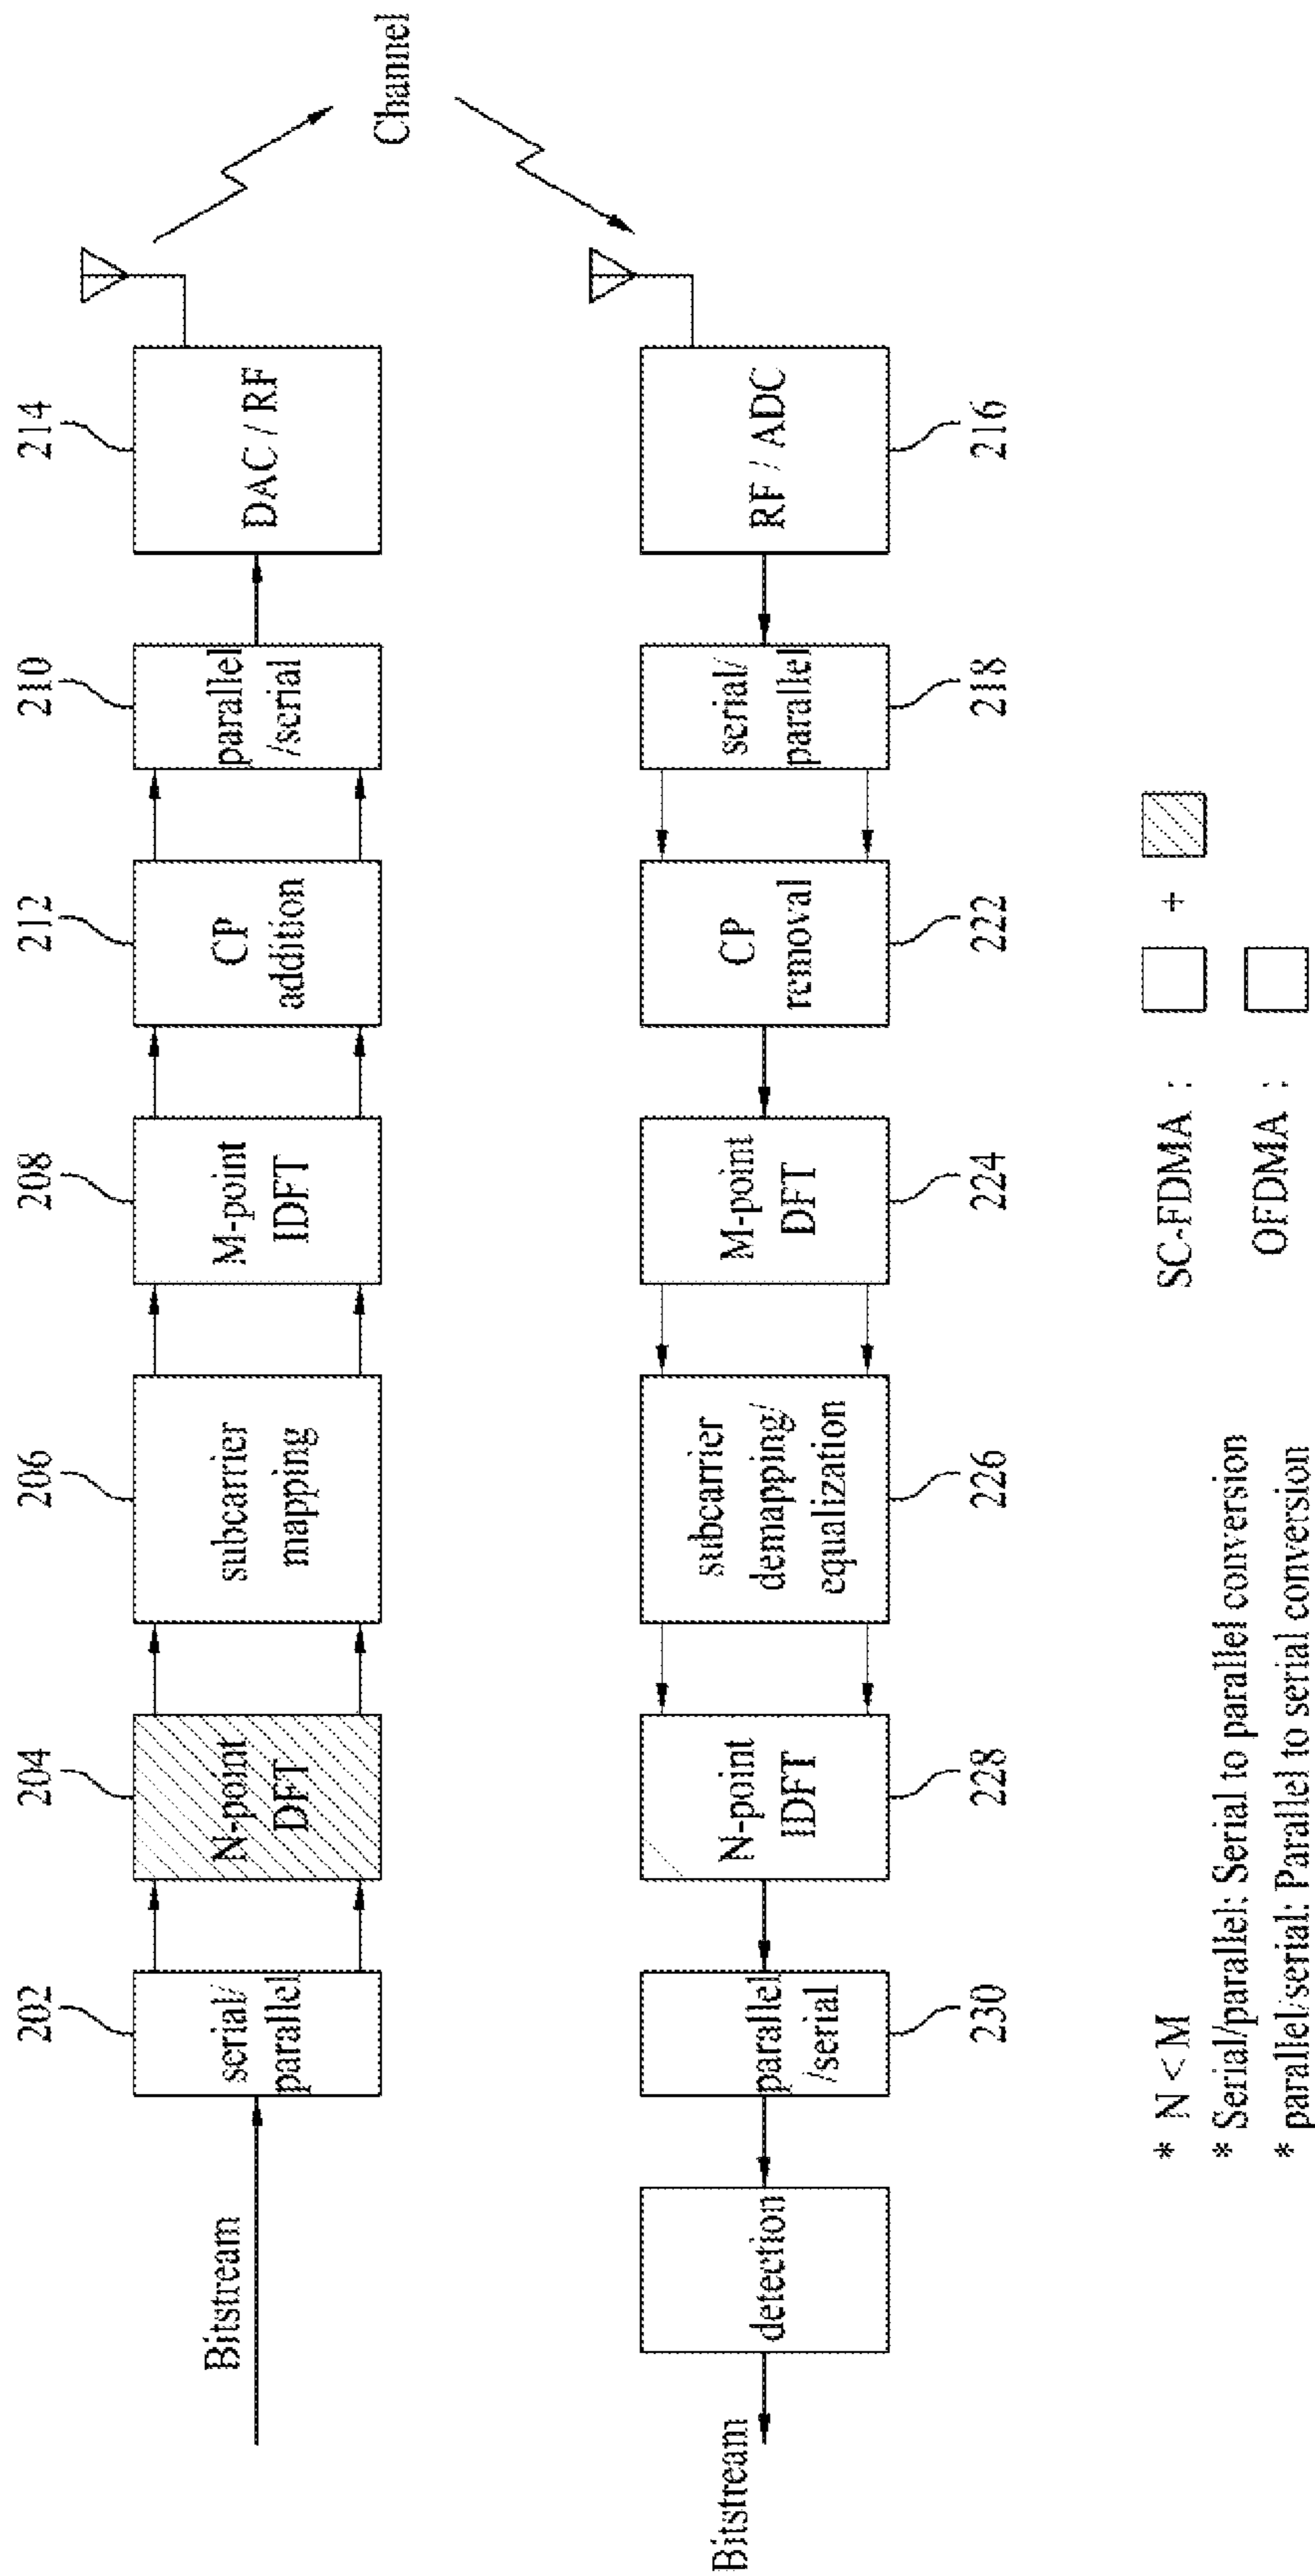 202
204
206
208
212
210
214
Bitstream
serial/
parallel
N-point
DFT
subcarrier
mapping
M-point
IDFT
CP
addition
parallel
/serial
DAC / RF
Channel
Bitstream
detection
parallel
/serial
N-point
IDFT
subcarrier
demapping/
equalization
M-point
DFT
CP
removal
serial/
parallel
RF / ADC
230
228
226
224
222
218
216
* N < M
* Serial/parallel: Serial to parallel conversion
* parallel/serial: Parallel to serial conversion
SC-FDMA : +
OFDMA :